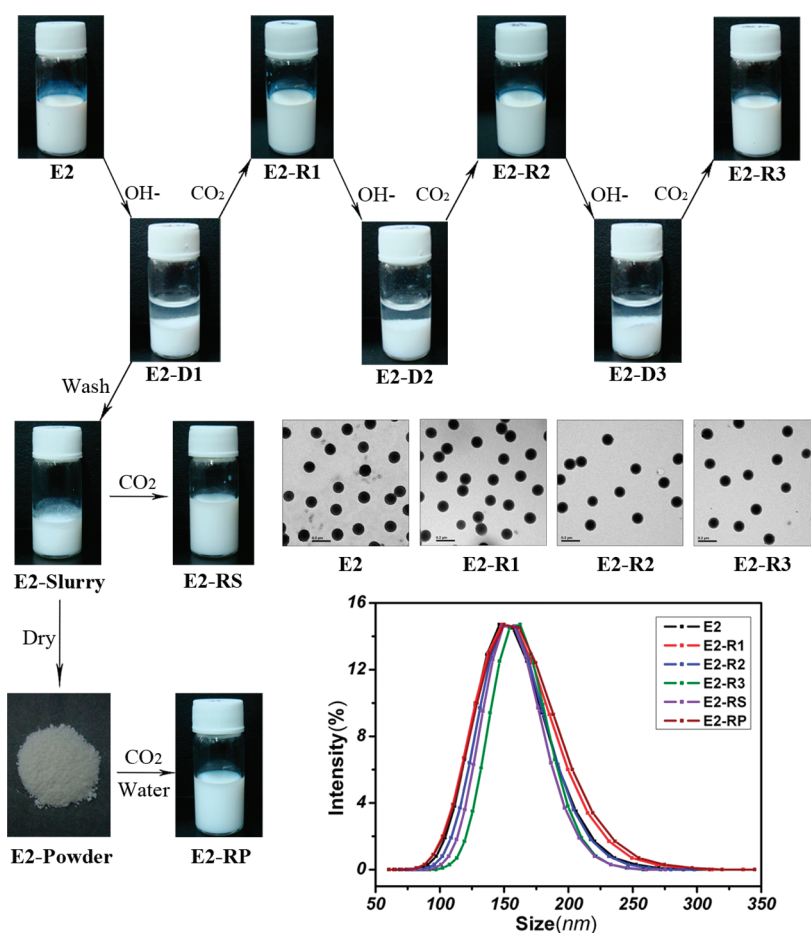 E2
E2-R1
E2-R2
E2-R3
OH-
CO₂
OH-
CO₂
OH-
CO₂
E2-D1
E2-D2
E2-D3
Wash
CO₂
E2-Slurry
E2-RS
E2
E2-R1
E2-R2
E2-R3
Dry
CO₂
Water
E2-Powder
E2-RP
16
12
8
4
0
Intensity(%)
E2
E2-R1
E2-R2
E2-R3
E2-RS
E2-RP
50
100
150
200
250
300
350
Size(nm)